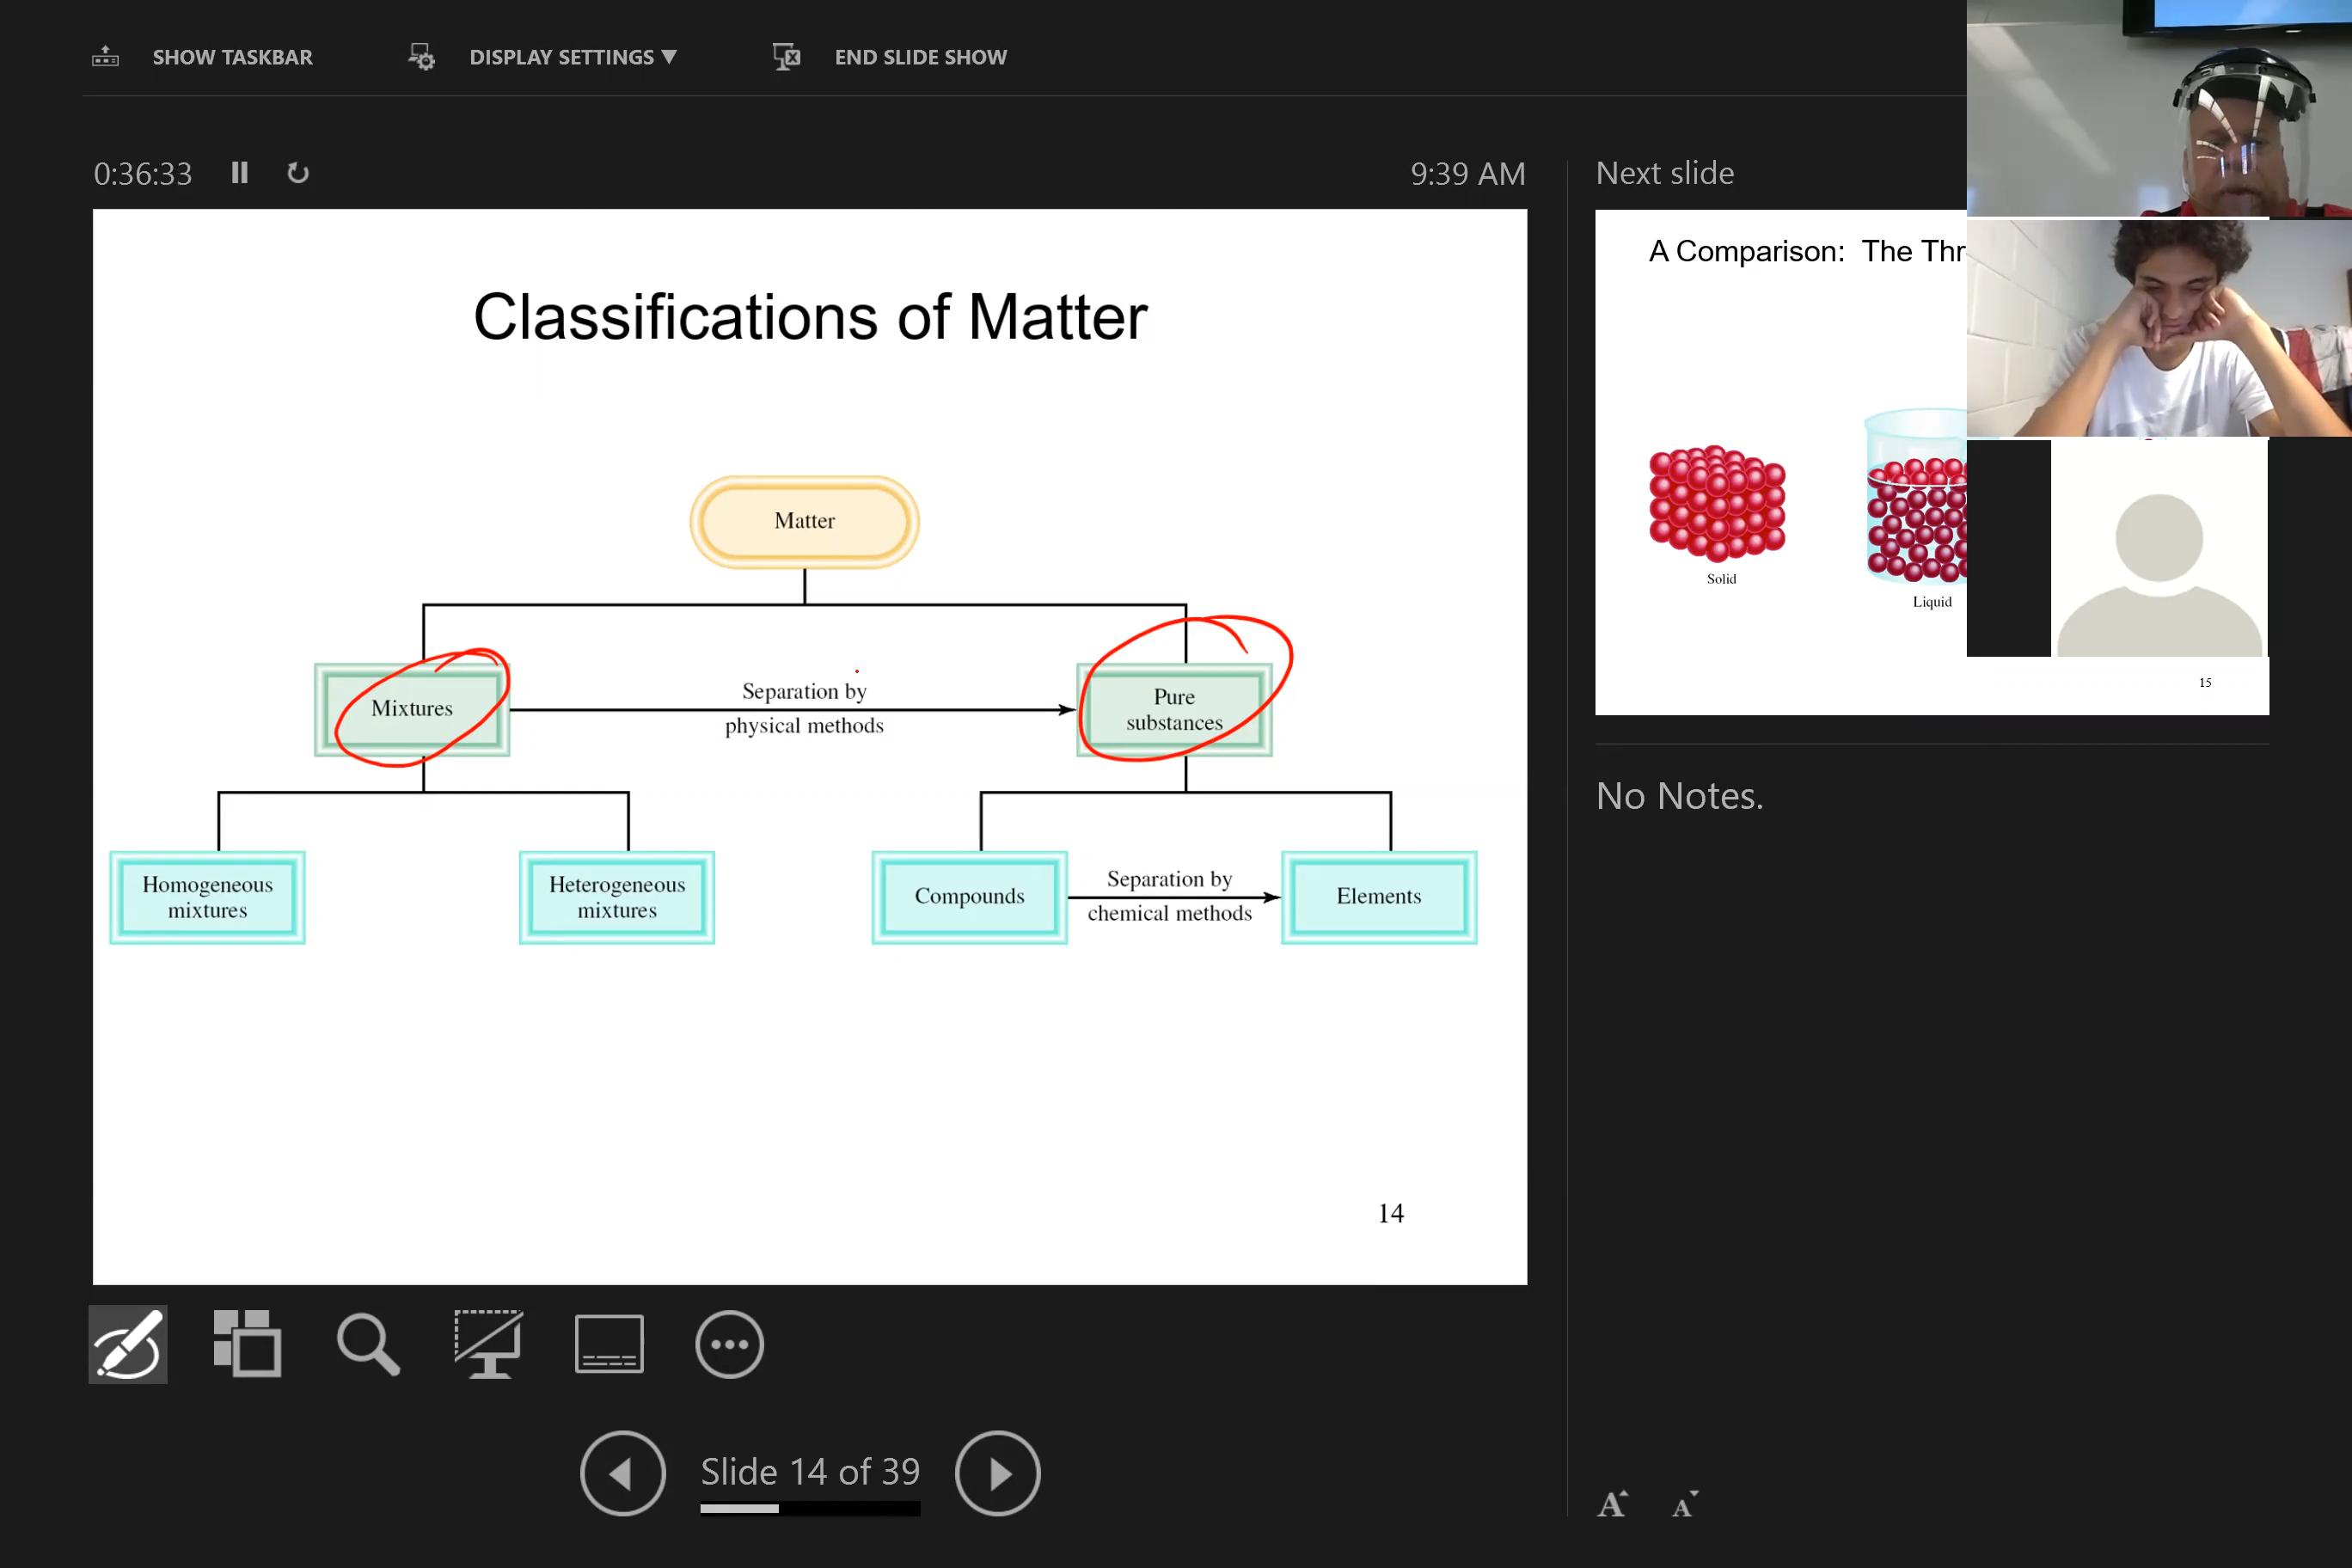 SHOW TASKBAR
DISPLAY SETTINGS ▼
END SLIDE SHOW
0:36:33
9:39 AM
Classifications of Matter
Matter
Mixtures
Separation by
physical methods
Pure
substances
Homogeneous
mixtures
Heterogeneous
mixtures
Compounds
Separation by
chemical methods
Elements
14
Slide 14 of 39
Next slide
A Comparison: The Thr
Solid
Liquid
15
No Notes.
A
A